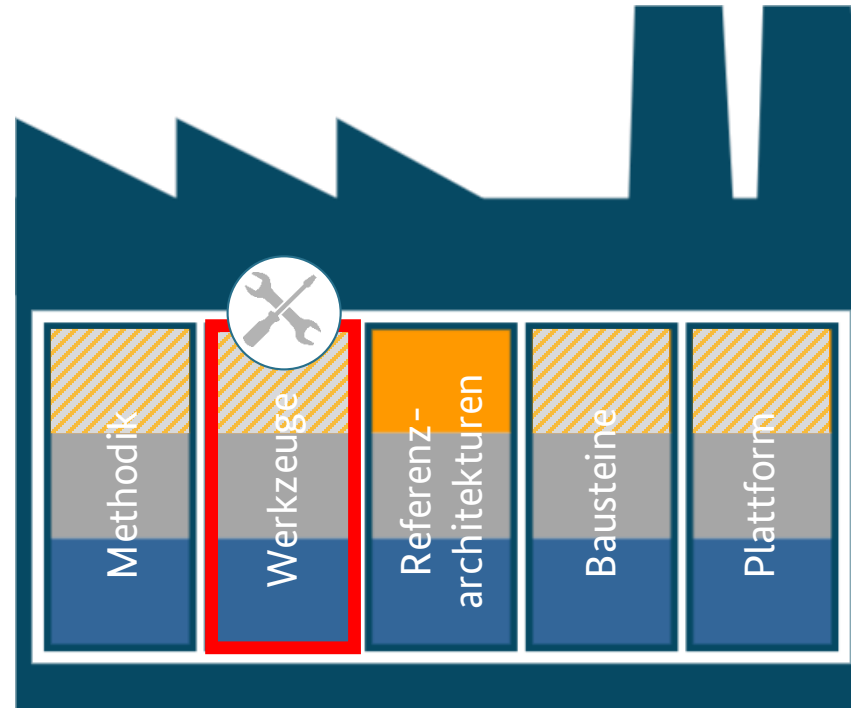 Methodik
Werkzeuge
Referenz-
architekturen
Bausteine
Plattform